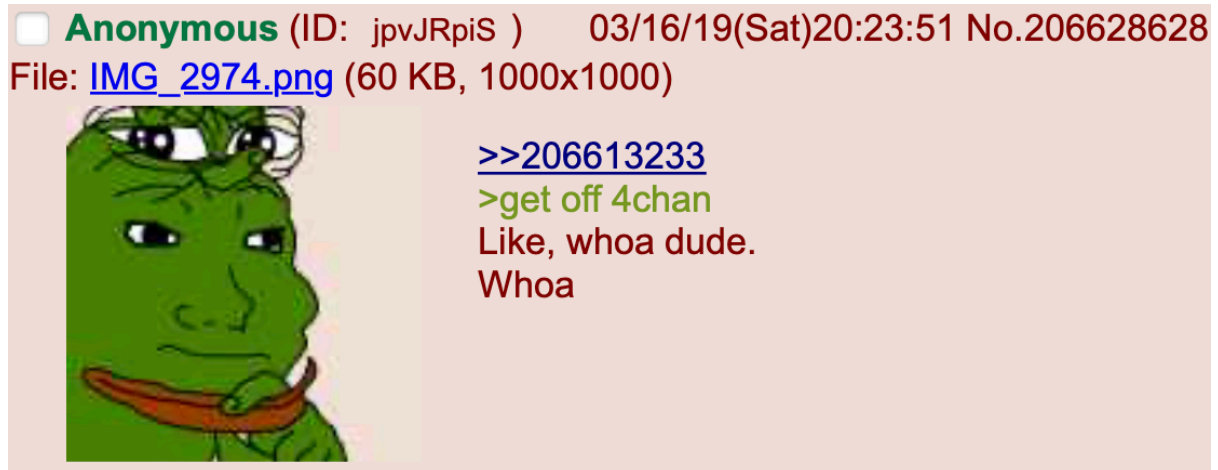 Anonymous (ID: jpvJRpiS ) 03/16/19(Sat)20:23:51 No.206628628
File: IMG_2974.png (60 KB, 1000x1000)
>>206613233
>get off 4chan
Like, whoa dude.
Whoa